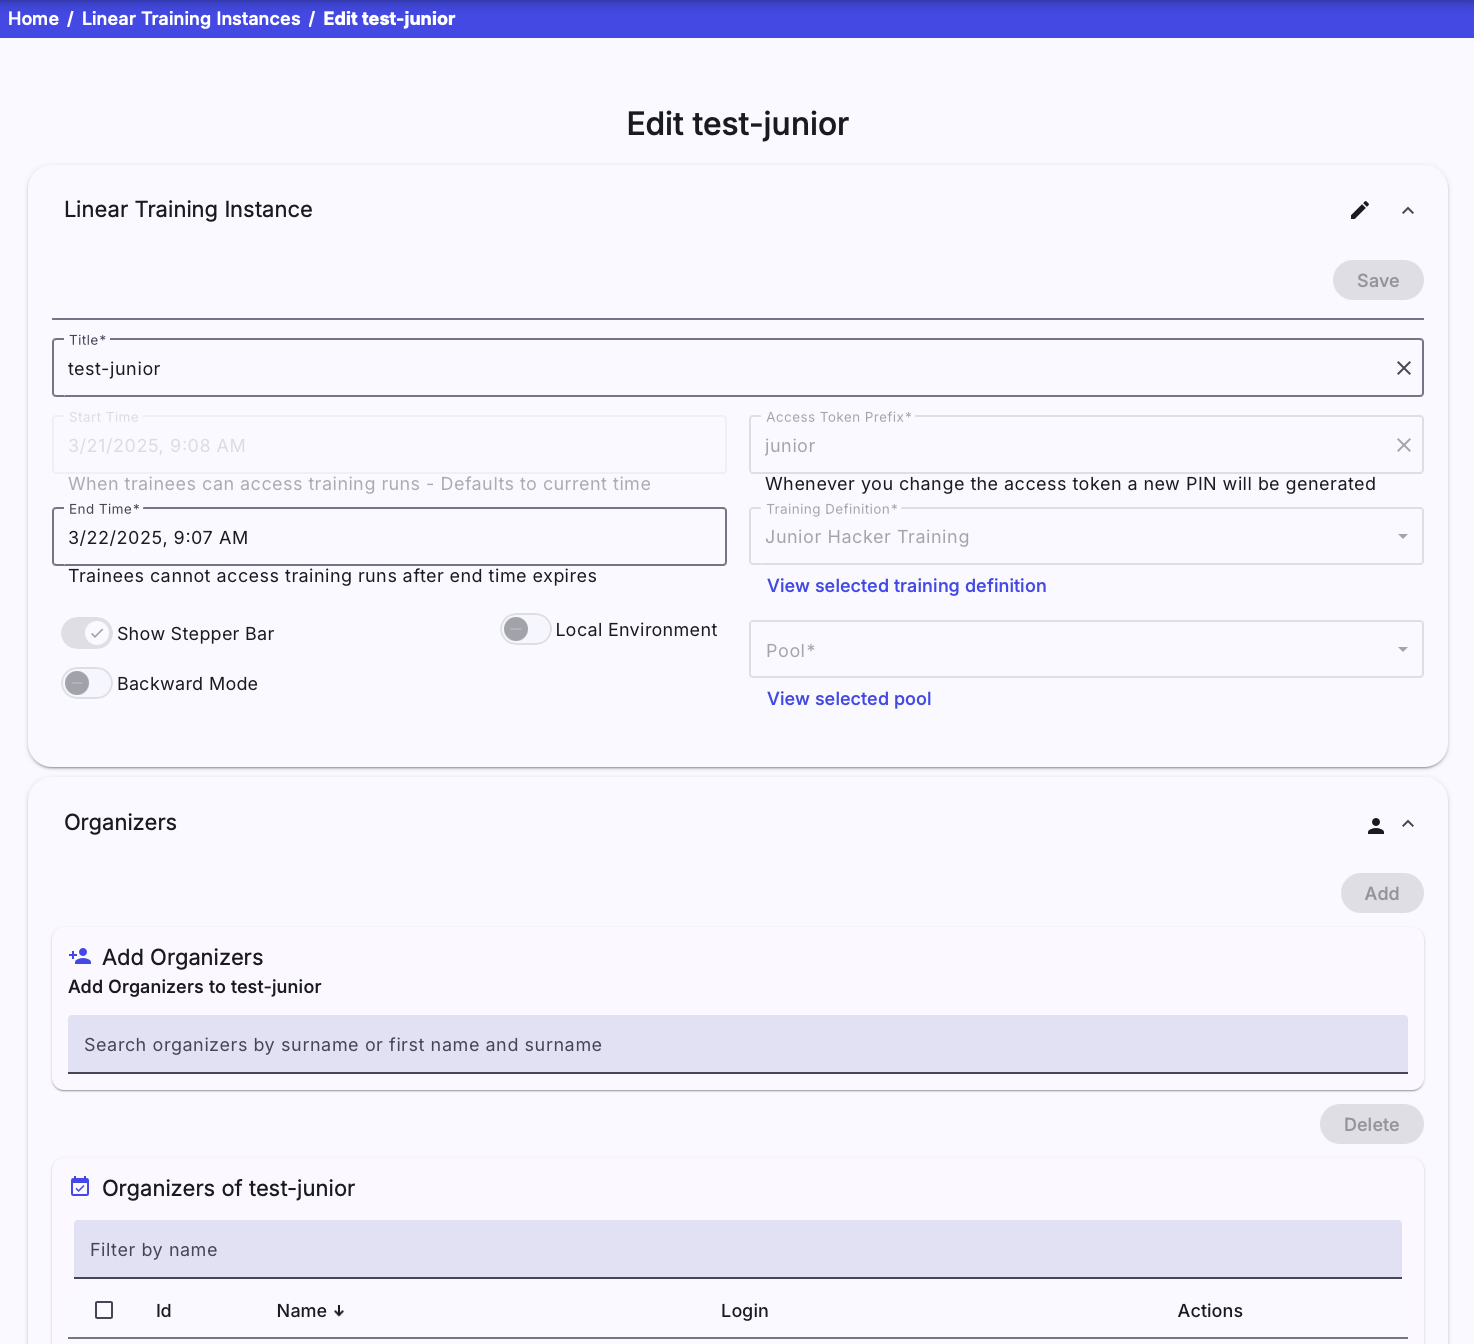 Home / Linear Training Instances / Edit test-junior
Edit test-junior
Linear Training Instance
Save
Title*
test-junior
Start Time
3/21/2025, 9:08 AM
When trainees can access training runs - Defaults to current time
Access Token Prefix*
junior
Whenever you change the access token a new PIN will be generated
End Time*
3/22/2025, 9:07 AM
Trainees cannot access training runs after end time expires
Training Definition*
Junior Hacker Training
View selected training definition
Show Stepper Bar
Local Environment
Backward Mode
Pool*
View selected pool
Organizers
Add
Add Organizers
Add Organizers to test-junior
Search organizers by surname or first name and surname
Delete
Organizers of test-junior
Filter by name
Id Name Login Actions